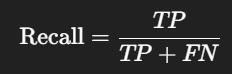 Recall = TP / (TP + FN)